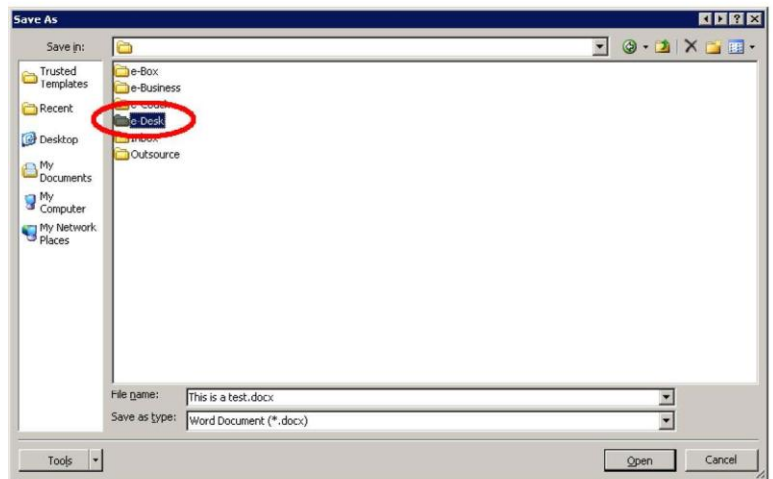 Save As
Save in:
Trusted
Templates
Recent
Desktop
My
Documents
My
Computer
My Network
Places
e-Box
e-Business
e-Desk
Inbox
Outsource
File name:
This is a test.docx
Save as type:
Word Document (*.docx)
Tools
Open
Cancel